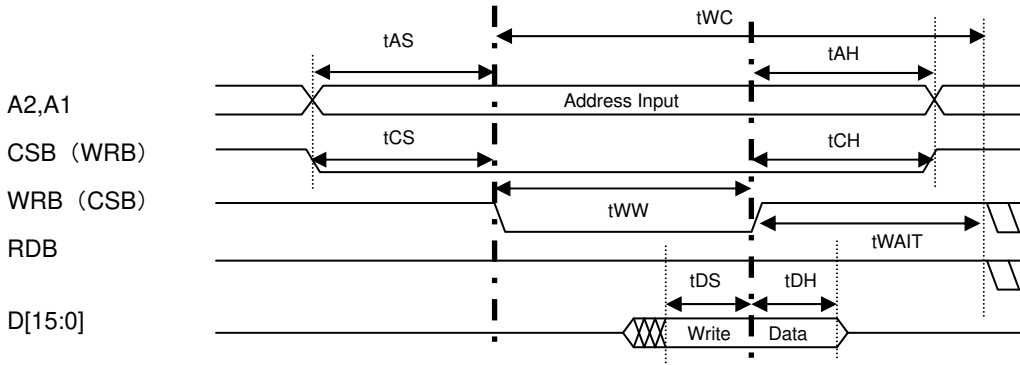 tWC
tAS
tAH
A2,A1
Address Input
CSB（WRB）
tCS
tCH
WRB（CSB）
tWW
tWAIT
RDB
tDS
tDH
D[15:0]
Write
Data